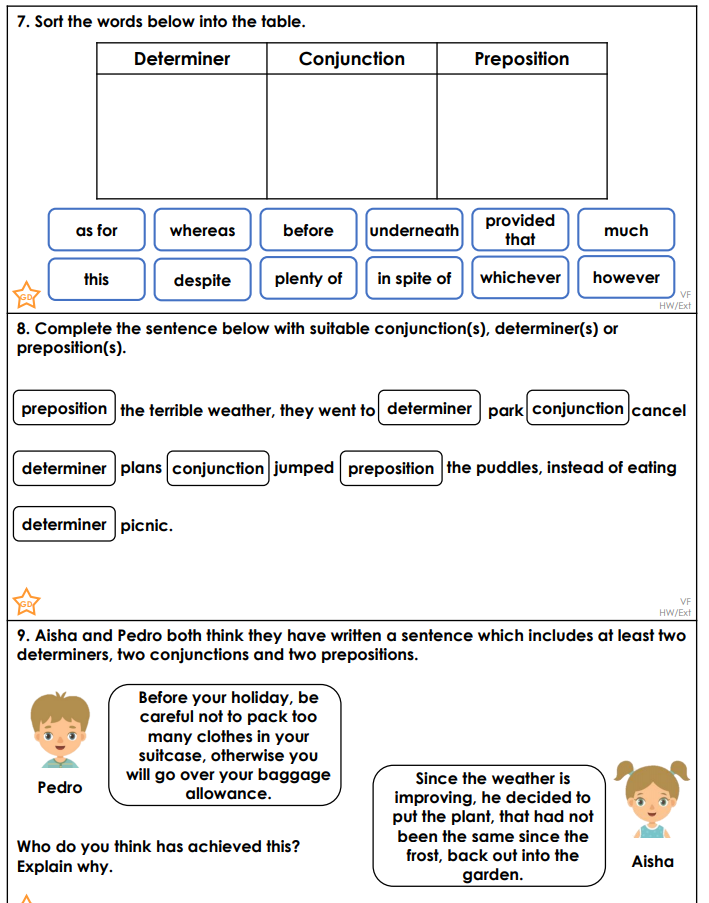 7. Sort the words below into the table.
Determiner Conjunction Preposition
as for whereas before underneath provided that much
this despite plenty of in spite of whichever however
GD
VF
HW/Ext
8. Complete the sentence below with suitable conjunction(s), determiner(s) or
preposition(s).
preposition the terrible weather, they went to determiner park conjunction cancel
determiner plans conjunction jumped preposition the puddles, instead of eating
determiner picnic.
GD
VF
HW/Ext
9. Aisha and Pedro both think they have written a sentence which includes at least two
determiners, two conjunctions and two prepositions.
Before your holiday, be
careful not to pack too
many clothes in your
suitcase, otherwise you
will go over your baggage
allowance.
Pedro
Since the weather is
improving, he decided to
put the plant, that had not
been the same since the
frost, back out into the
garden.
Aisha
Who do you think has achieved this?
Explain why.